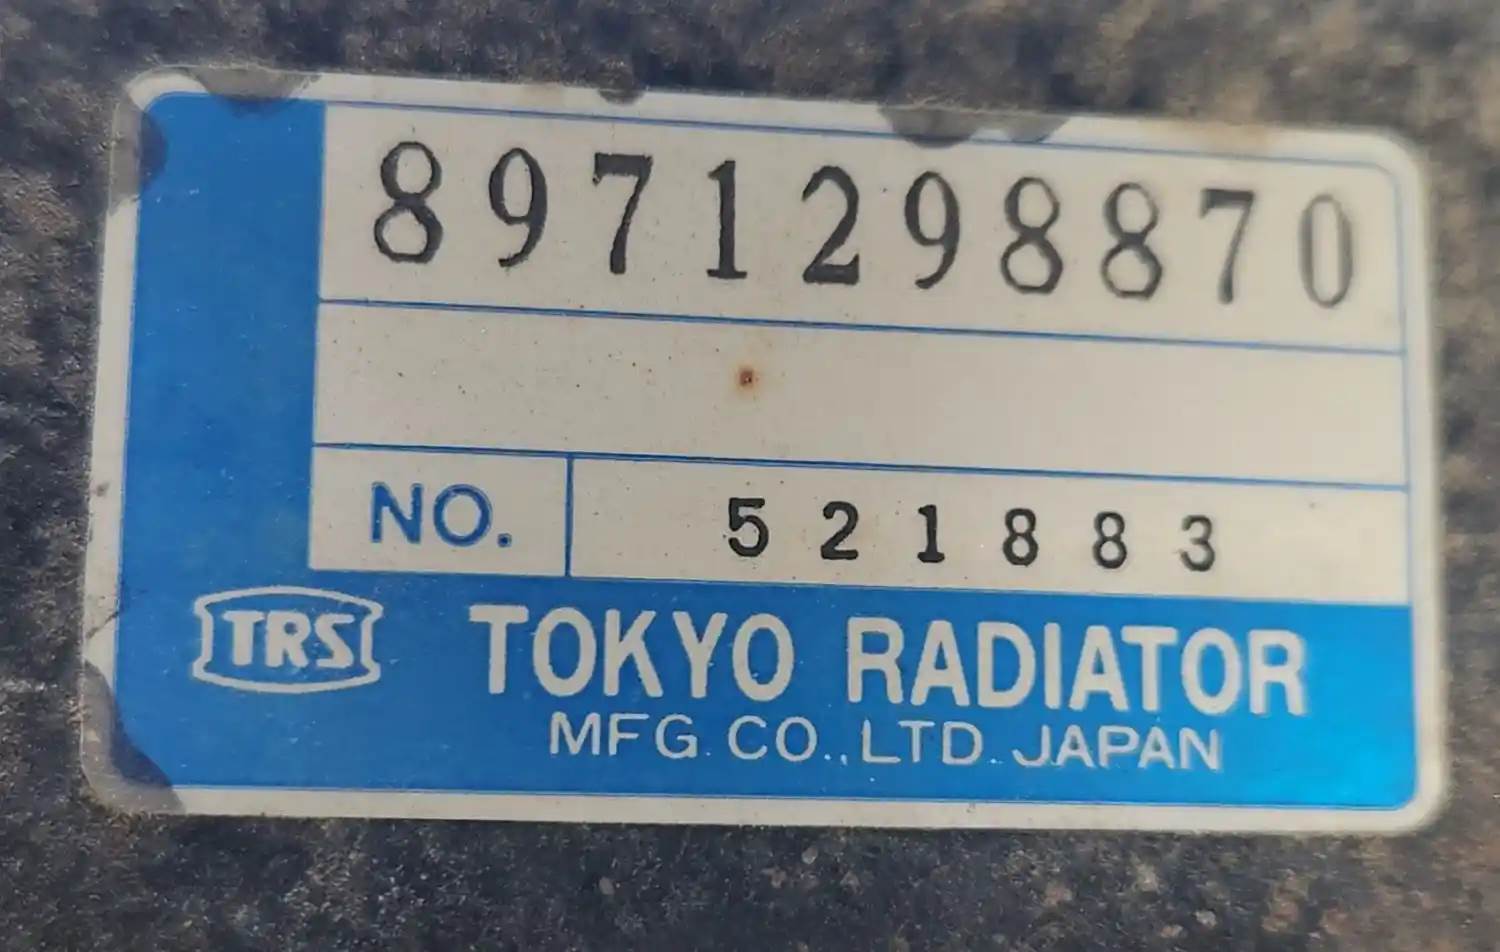 8971298870
NO. 521883
TRS TOKYO RADIATOR
MFG. CO., LTD. JAPAN